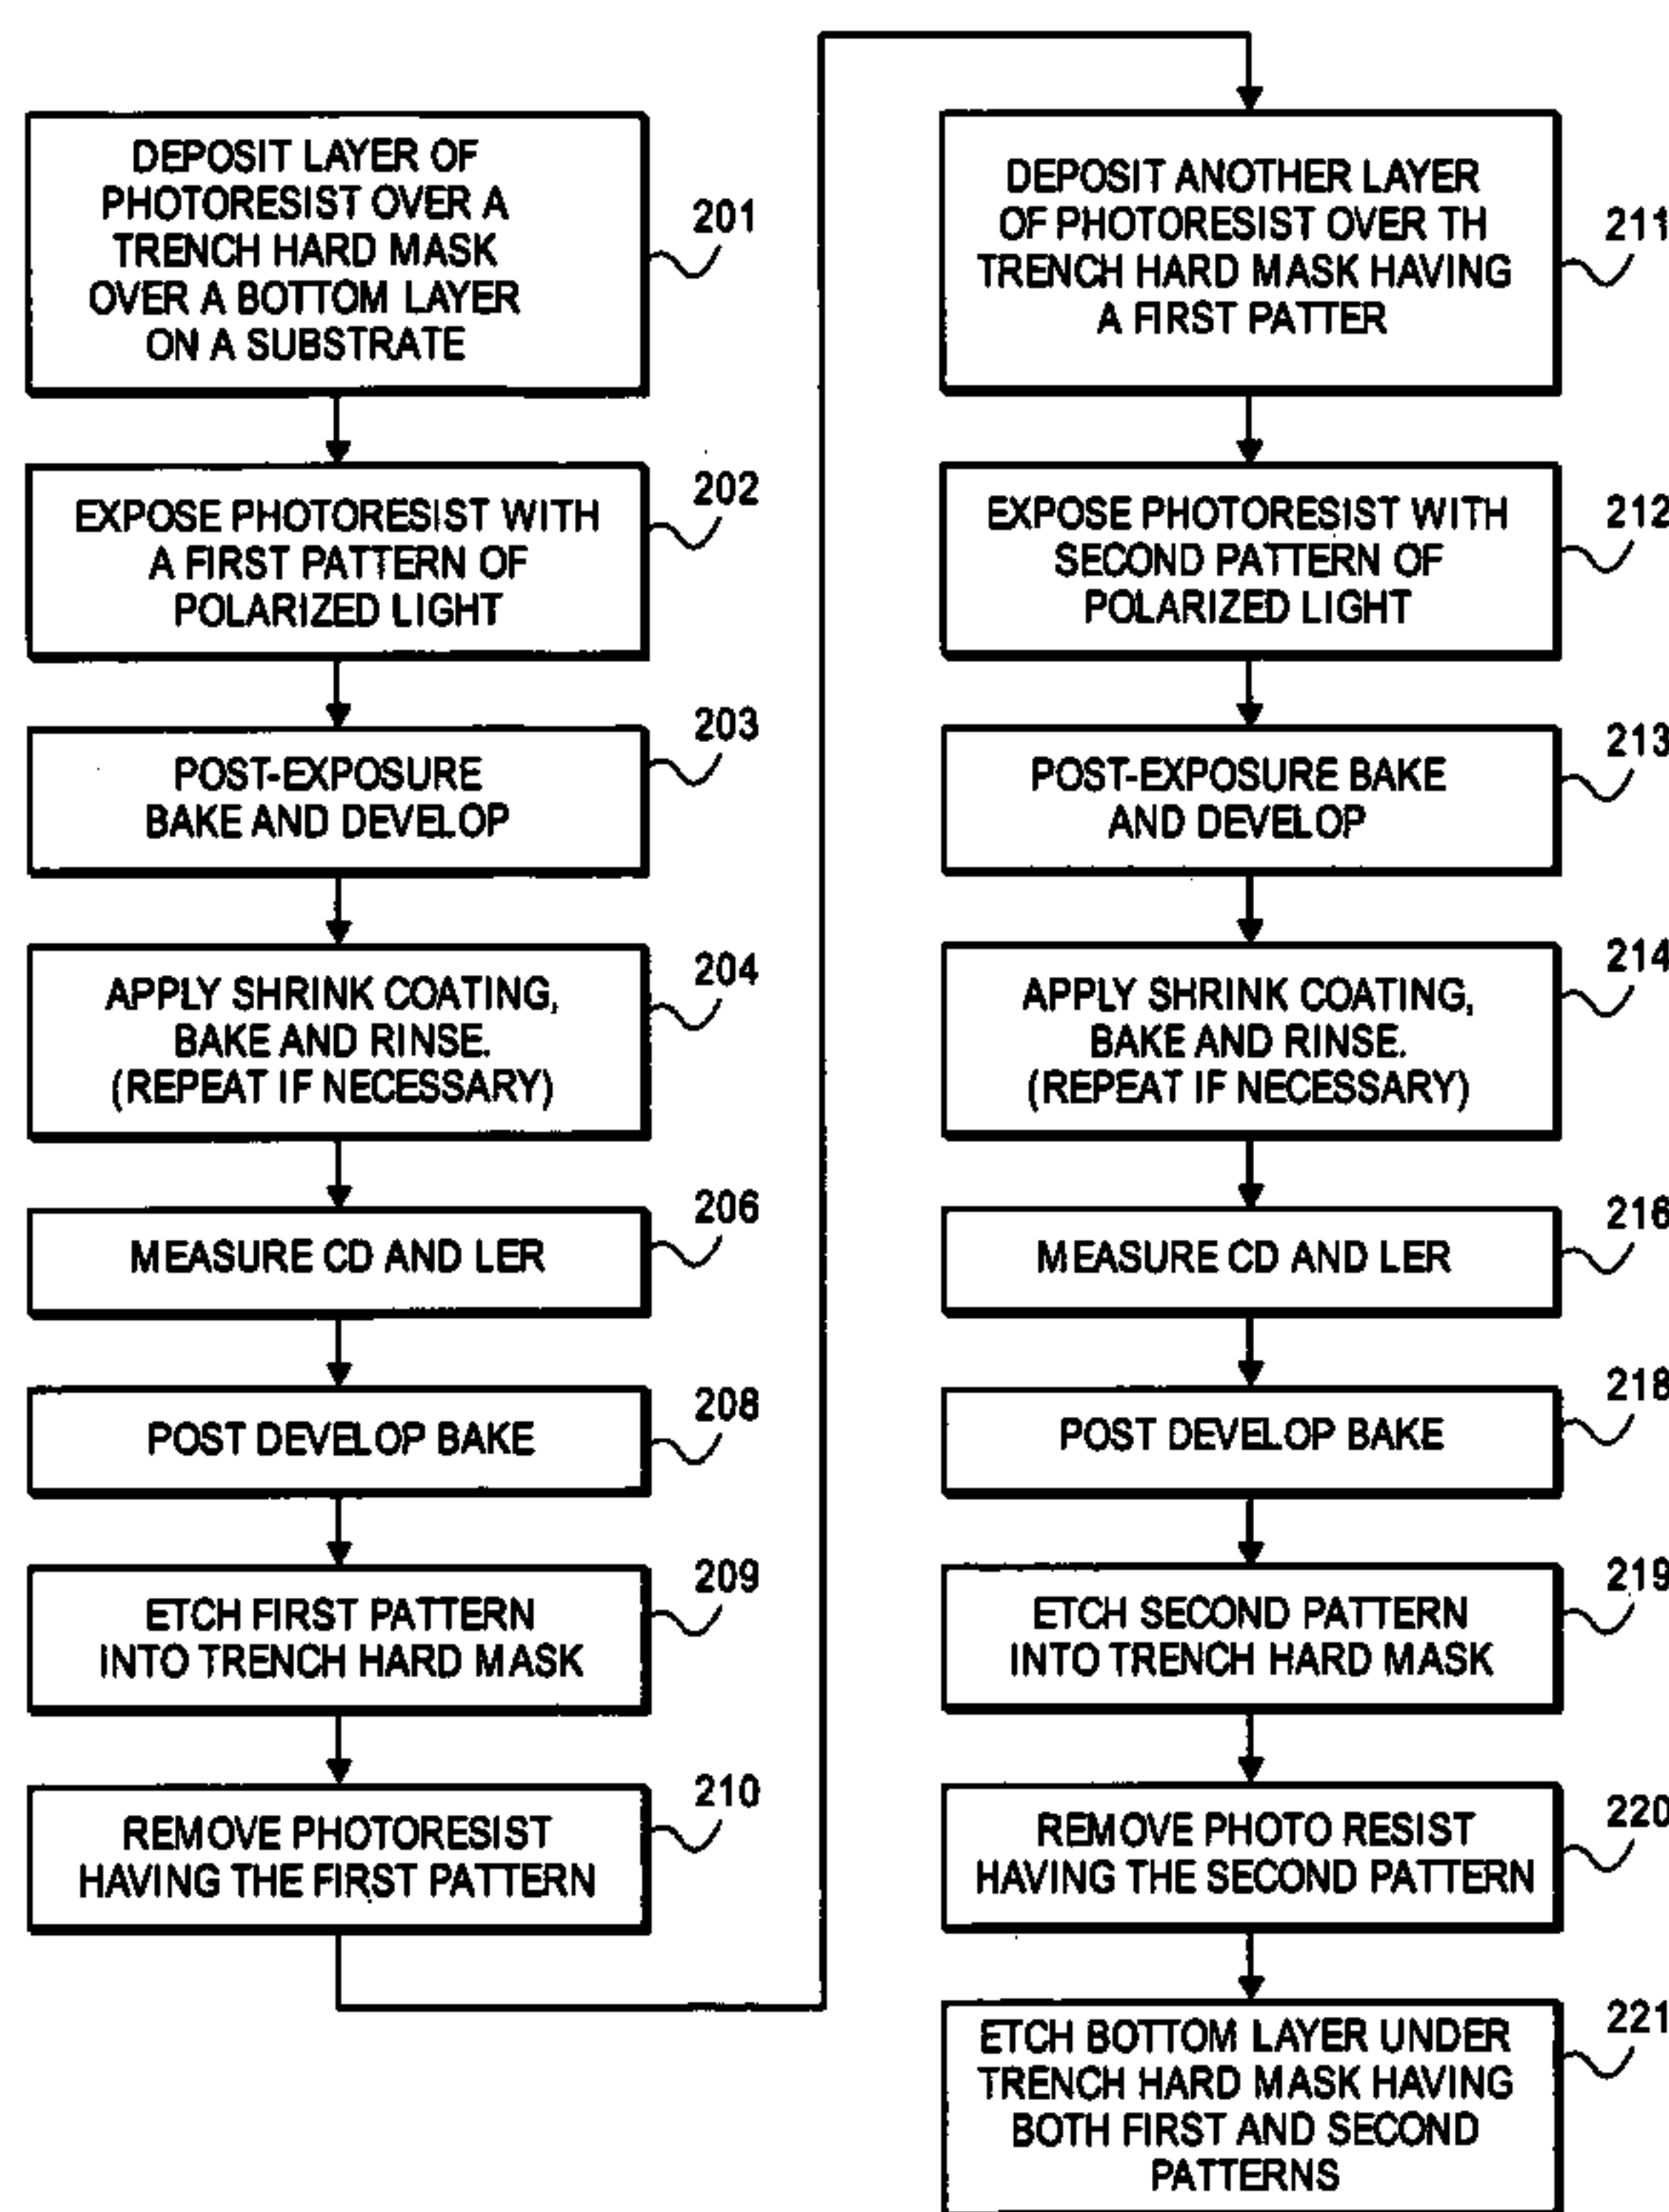 DEPOSIT LAYER OF
PHOTORESIST OVER A
TRENCH HARD MASK
OVER A BOTTOM LAYER
ON A SUBSTRATE
201
EXPOSE PHOTORESIST WITH
A FIRST PATTERN OF
POLARIZED LIGHT
202
POST-EXPOSURE
BAKE AND DEVELOP
203
APPLY SHRINK COATING,
BAKE AND RINSE.
(REPEAT IF NECESSARY)
204
MEASURE CD AND LER
206
POST DEVELOP BAKE
208
ETCH FIRST PATTERN
INTO TRENCH HARD MASK
209
REMOVE PHOTORESIST
HAVING THE FIRST PATTERN
210
DEPOSIT ANOTHER LAYER
OF PHOTORESIST OVER TH
TRENCH HARD MASK HAVING
A FIRST PATTER
211
EXPOSE PHOTORESIST WITH
SECOND PATTERN OF
POLARIZED LIGHT
212
POST-EXPOSURE BAKE
AND DEVELOP
213
APPLY SHRINK COATING,
BAKE AND RINSE.
(REPEAT IF NECESSARY)
214
MEASURE CD AND LER
216
POST DEVELOP BAKE
218
ETCH SECOND PATTERN
INTO TRENCH HARD MASK
219
REMOVE PHOTO RESIST
HAVING THE SECOND PATTERN
220
ETCH BOTTOM LAYER UNDER
TRENCH HARD MASK HAVING
BOTH FIRST AND SECOND
PATTERNS
221